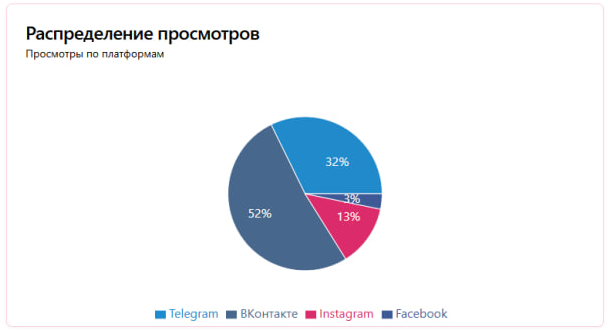 Распределение просмотров
Просмотры по платформам
32%
3%
52%
13%
Telegram ВКонтакте Instagram Facebook